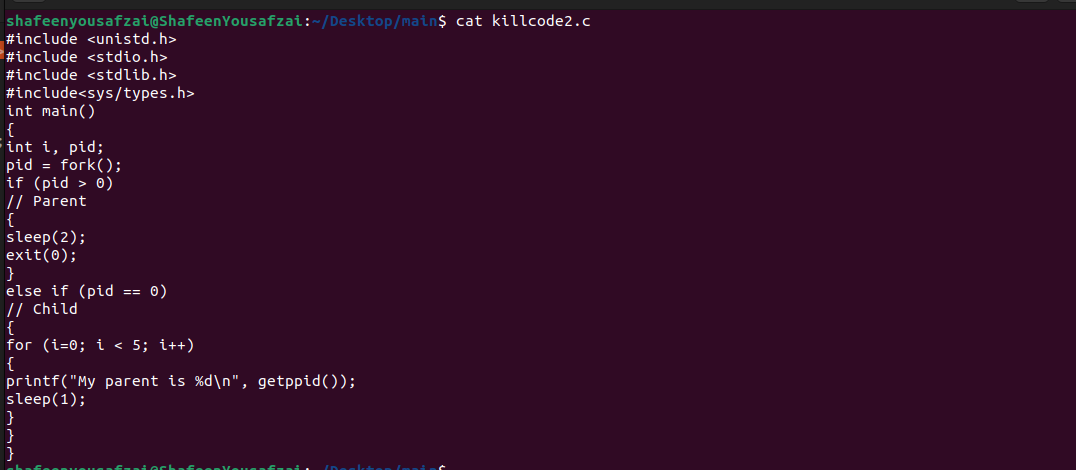 shafeenyousafzai@ShafeenYousafzai:~/Desktop/main$ cat killcode2.c
#include <unistd.h>
#include <stdio.h>
#include <stdlib.h>
#include<sys/types.h>
int main()
{
int i, pid;
pid = fork();
if (pid > 0)
// Parent
{
sleep(2);
exit(0);
}
else if (pid == 0)
// Child
{
for (i=0; i < 5; i++)
{
printf("My parent is %d\n", getppid());
sleep(1);
}
}
}
shafeenyousafzai@ShafeenYousafzai:~/Desktop/main$